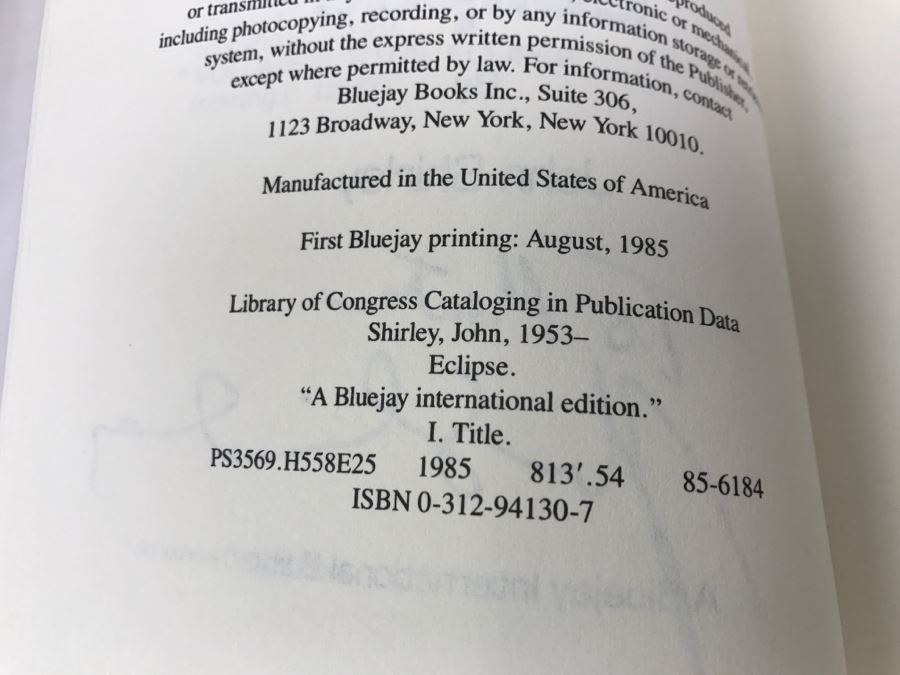 or transmitted
including photocopying, recording, or by any information storage or
system, without the express written permission of the Publisher,
except where permitted by law. For information, contact
Bluejay Books Inc., Suite 306,
1123 Broadway, New York, New York 10010.
Manufactured in the United States of America
First Bluejay printing: August, 1985
Library of Congress Cataloging in Publication Data
Shirley, John, 1953–
Eclipse.
“A Bluejay international edition.”
I. Title.
PS3569.H558E25 1985 813′.54 85-6184
ISBN 0-312-94130-7